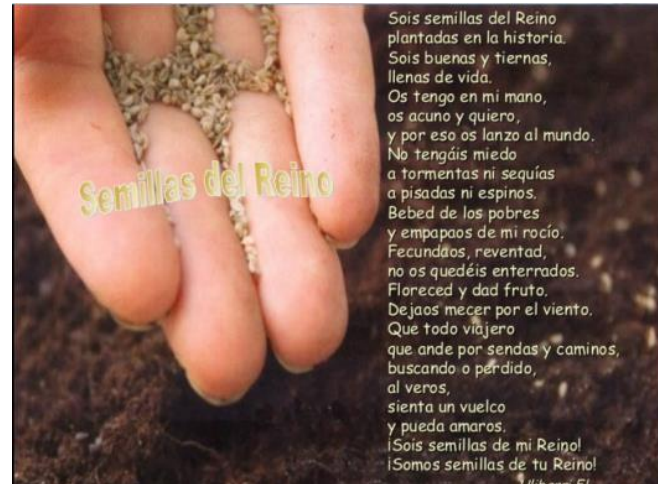 Semillas del Reino
Sois semillas del Reino
plantadas en la historia.
Sois buenas y tiernas,
llenas de vida.
Os tengo en mi mano,
os acuno y quiero,
y por eso os lanzo al mundo.
No tengáis miedo
a tormentas ni sequías
a pisadas ni espinos.
Bebed de los pobres
y empapaos de mi rocío.
Fecundaos, reventad,
no os quedéis enterrados.
Floreced y dad fruto.
Dejaos mecer por el viento.
Que todo viajero
que ande por sendas y caminos,
buscando o perdido,
al veros,
sienta un vuelco
y pueda amaros.
¡Sois semillas de mi Reino!
¡Somos semillas de tu Reino!